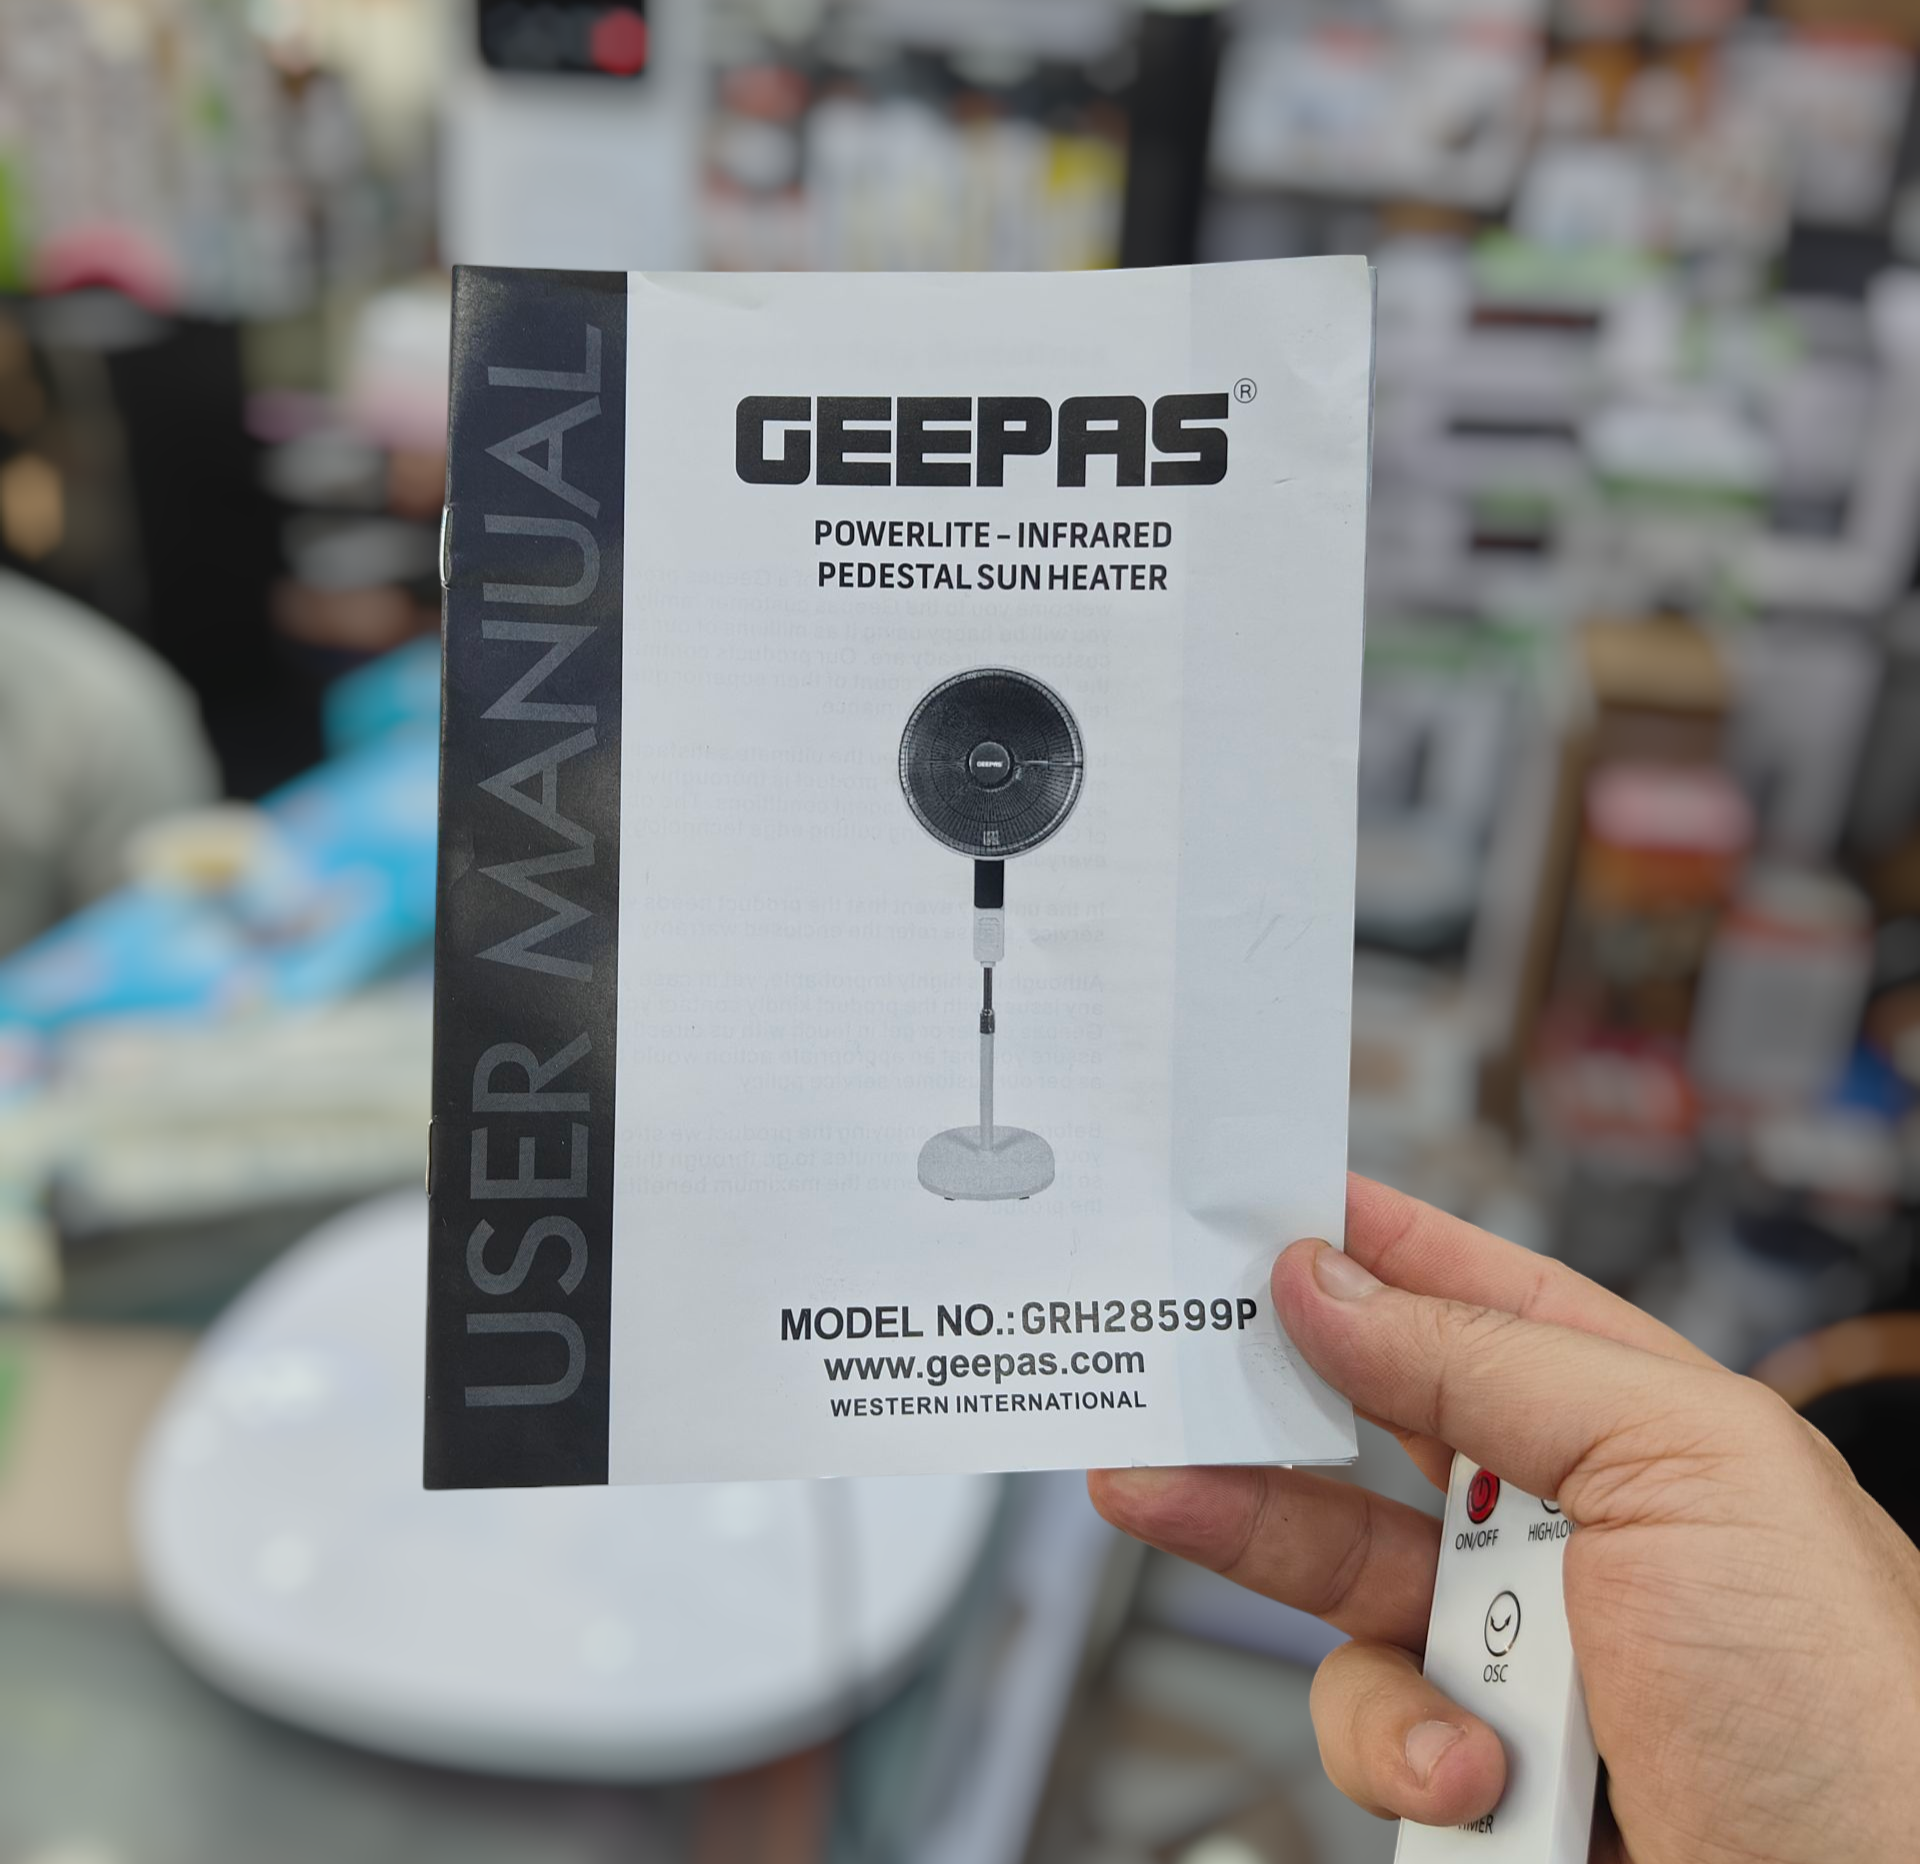 USER MANUAL
GEEPAS®
POWERLITE – INFRARED
PEDESTAL SUN HEATER
GEEPAS
MODEL NO.:GRH28599P
www.geepas.com
WESTERN INTERNATIONAL
ON/OFF
OSC